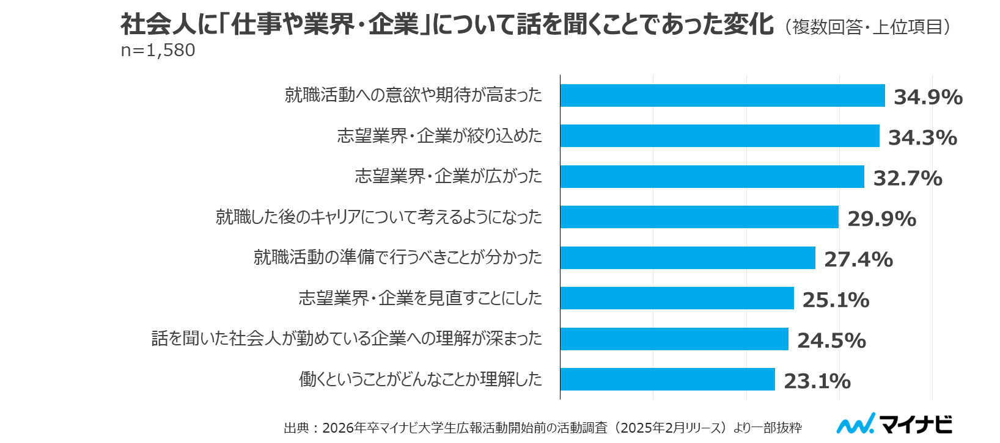 社会人に「仕事や業界・企業」について話を聞くことであった変化（複数回答・上位項目）
n=1,580
就職活動への意欲や期待が高まった 34.9%
志望業界・企業が絞り込めた 34.3%
志望業界・企業が広がった 32.7%
就職した後のキャリアについて考えるようになった 29.9%
就職活動の準備で行うべきことが分かった 27.4%
志望業界・企業を見直すことにした 25.1%
話を聞いた社会人が勤めている企業への理解が深まった 24.5%
働くということがどんなことか理解した 23.1%
出典：2026年卒マイナビ大学生広報活動開始前の活動調査（2025年2月リリース）より一部抜粋
マイナビ